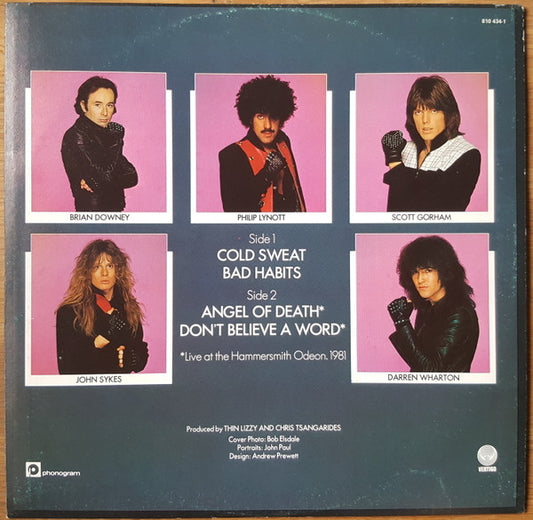 810 434-1
BRIAN DOWNEY
PHILIP LYNOTT
SCOTT GORHAM
Side 1
COLD SWEAT
BAD HABITS
Side 2
ANGEL OF DEATH*
DON'T BELIEVE A WORD*
*Live at the Hammersmith Odeon. 1981
JOHN SYKES
DARREN WHARTON
Produced by THIN LIZZY AND CHRIS TSANGARIDES
Cover Photo: Bob Elsdale
Portraits: John Paul
Design: Andrew Prewett
phonogram
VERTIGO